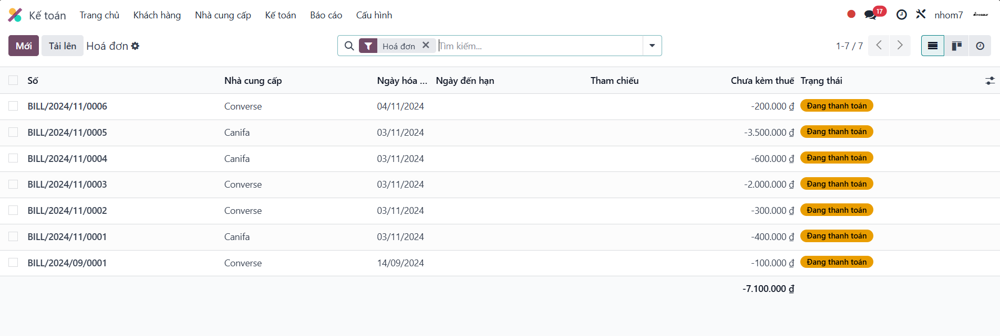 Kế toán Trang chủ Khách hàng Nhà cung cấp Kế toán Báo cáo Cấu hình 17 nhom7
Mới Tải lên Hoá đơn Hoá đơn Tìm kiếm... 1-7 / 7
Số Nhà cung cấp Ngày hóa ... Ngày đến hạn Tham chiếu Chưa kèm thuế Trạng thái
BILL/2024/11/0006 Converse 04/11/2024 -200.000 ₫ Đang thanh toán
BILL/2024/11/0005 Canifa 03/11/2024 -3.500.000 ₫ Đang thanh toán
BILL/2024/11/0004 Canifa 03/11/2024 -600.000 ₫ Đang thanh toán
BILL/2024/11/0003 Converse 03/11/2024 -2.000.000 ₫ Đang thanh toán
BILL/2024/11/0002 Converse 03/11/2024 -300.000 ₫ Đang thanh toán
BILL/2024/11/0001 Canifa 03/11/2024 -400.000 ₫ Đang thanh toán
BILL/2024/09/0001 Converse 14/09/2024 -100.000 ₫ Đang thanh toán
-7.100.000 ₫